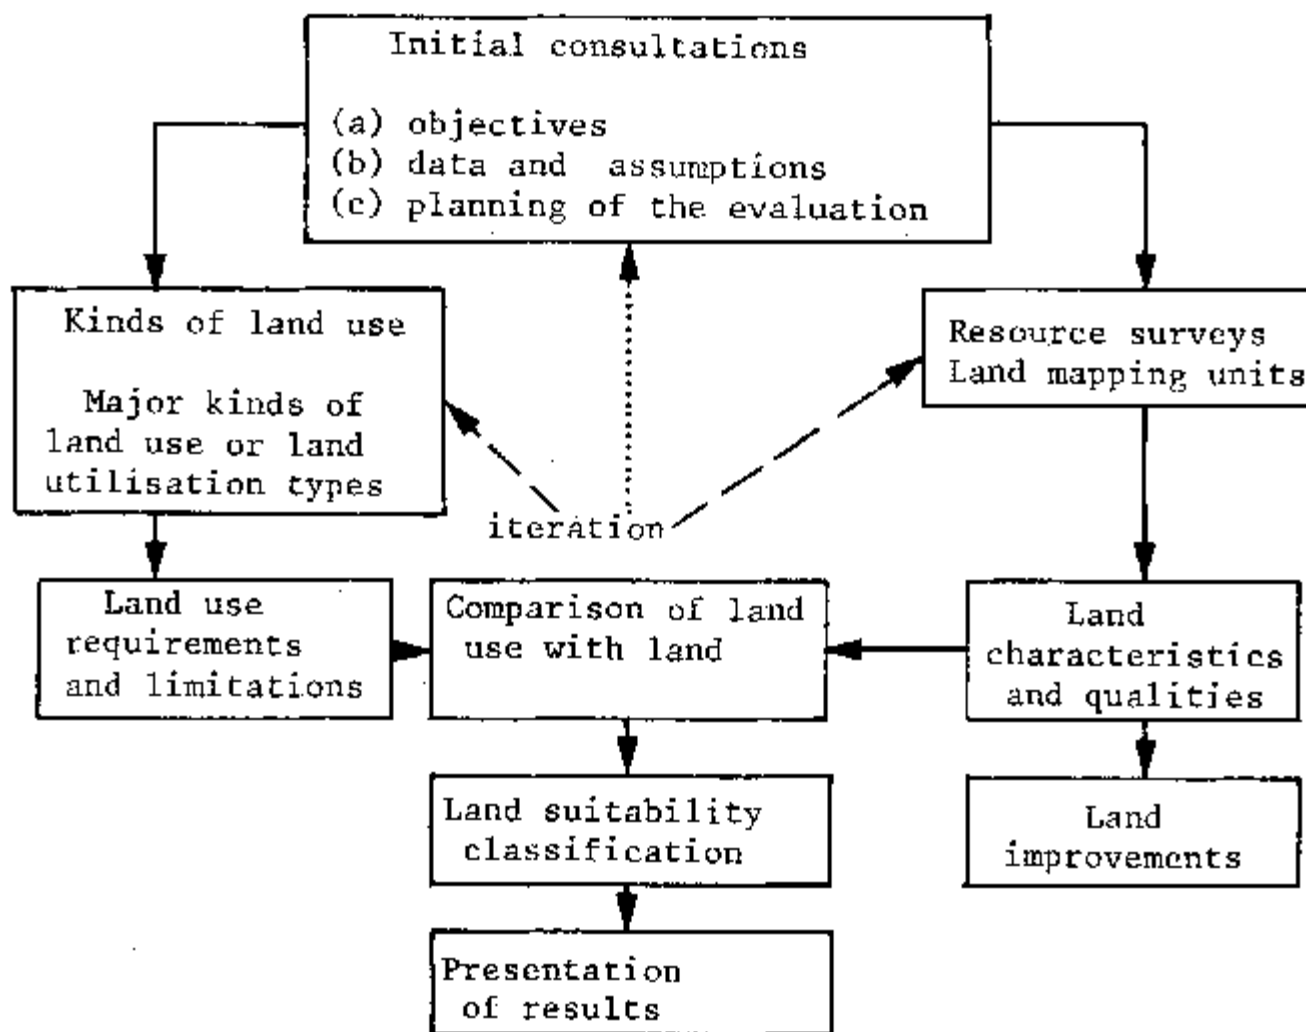 Initial consultations
(a) objectives
(b) data and assumptions
(c) planning of the evaluation
Kinds of land use
Major kinds of
land use or land
utilisation types
Resource surveys
Land mapping units
iteration
Land use
requirements
and limitations
Comparison of land
use with land
Land
characteristics
and qualities
Land suitability
classification
Land
improvements
Presentation
of results